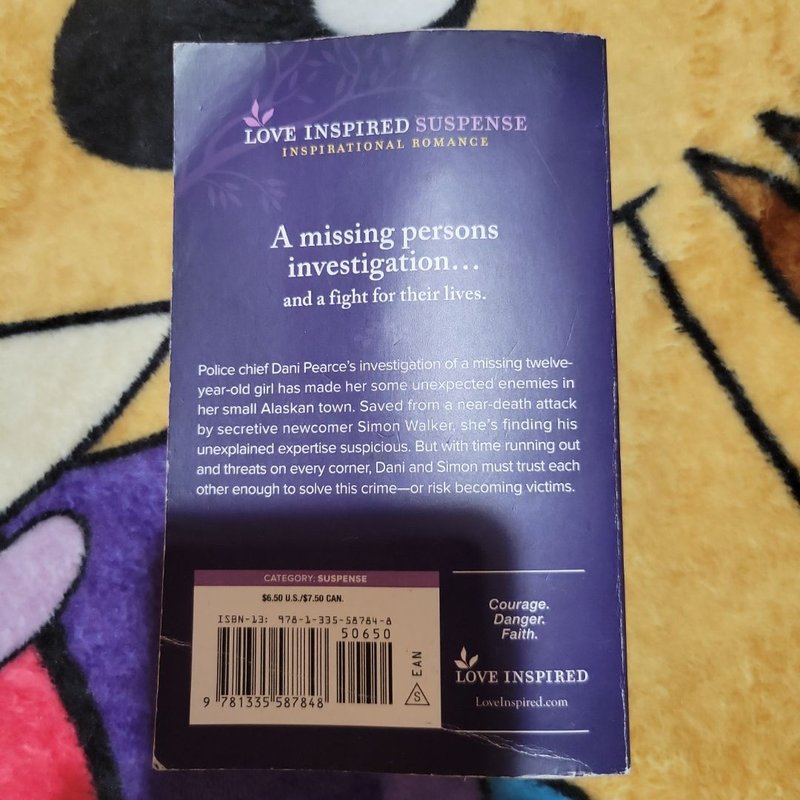 LOVE INSPIRED SUSPENSE
INSPIRATIONAL ROMANCE
A missing persons
investigation...
and a fight for their lives.
Police chief Dani Pearce's investigation of a missing twelve-
year-old girl has made her some unexpected enemies in
her small Alaskan town. Saved from a near-death attack
by secretive newcomer Simon Walker, she's finding his
unexplained expertise suspicious. But with time running out
and threats on every corner, Dani and Simon must trust each
other enough to solve this crime—or risk becoming victims.
CATEGORY: SUSPENSE
$6.50 U.S./$7.50 CAN.
ISBN-13: 978-1-335-58784-8
50650
9 781335 587848
S
EAN
Courage.
Danger.
Faith.
LOVE INSPIRED
LoveInspired.com